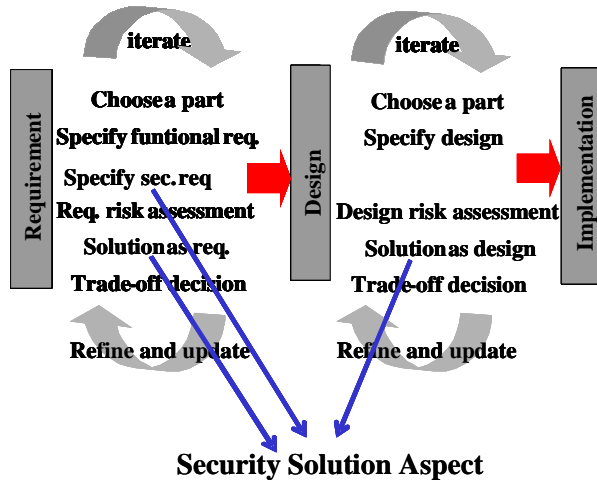 iterate
Requirement
Choose a part
Specify funtional req.
Specify sec. req
Req. risk assessment
Solution as req.
Trade-off decision
Refine and update
Design
iterate
Choose a part
Specify design
Design risk assessment
Solution as design
Trade-off decision
Refine and update
Implementation
Security Solution Aspect